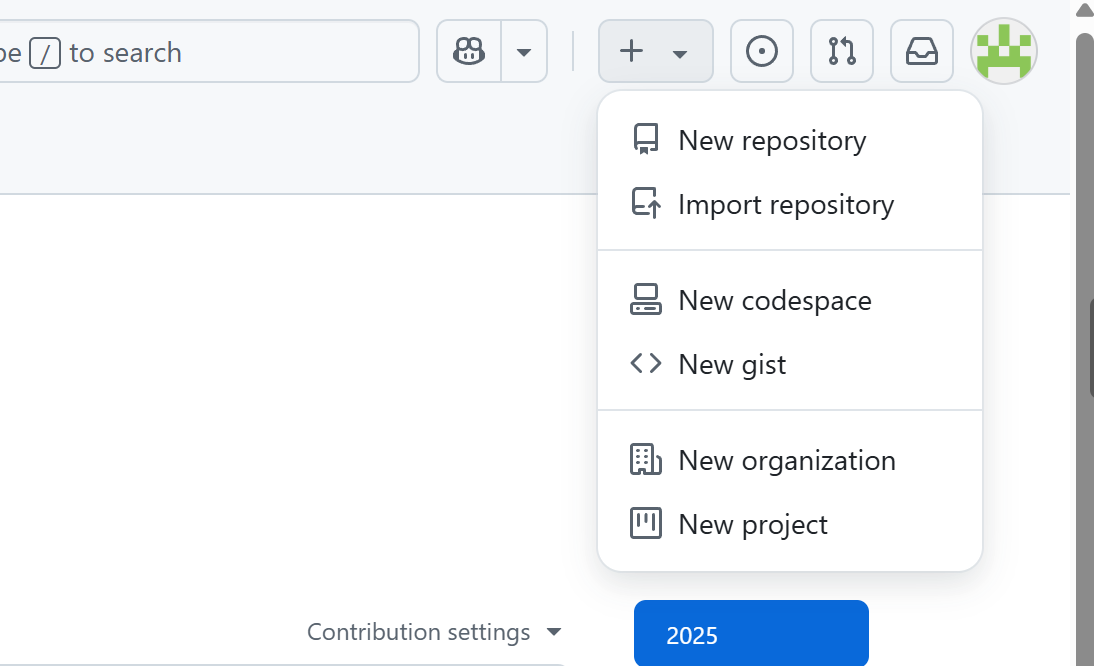 / to search
New repository
Import repository
New codespace
New gist
New organization
New project
Contribution settings
2025